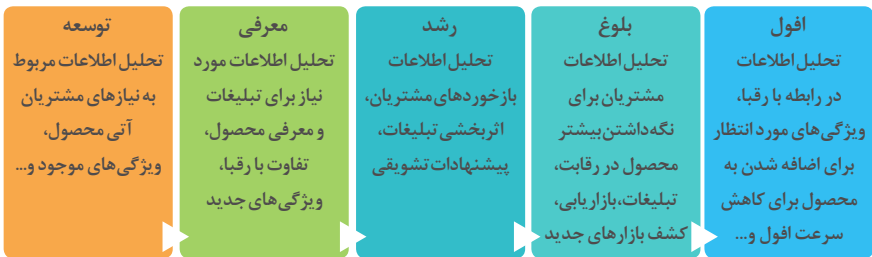 توسعه
تحلیل اطلاعات مربوط
به نیازهای مشتریان
آتی محصول،
ویژگی‌های موجود و...
معرفی
تحلیل اطلاعات مورد
نیاز برای تبلیغات
و معرفی محصول،
تفاوت با رقبا،
ویژگی‌های جدید
رشد
تحلیل اطلاعات
بازخوردهای مشتریان،
اثربخشی تبلیغات،
پیشنهادات تشویقی
بلوغ
تحلیل اطلاعات
مشتریان برای
نگه‌داشتن بیشتر
محصول در رقابت،
تبلیغات، بازاریابی،
کشف بازارهای جدید
افول
تحلیل اطلاعات
در رابطه با رقبا،
ویژگی‌های مورد انتظار
برای اضافه شدن به
محصول برای کاهش
سرعت افول و...